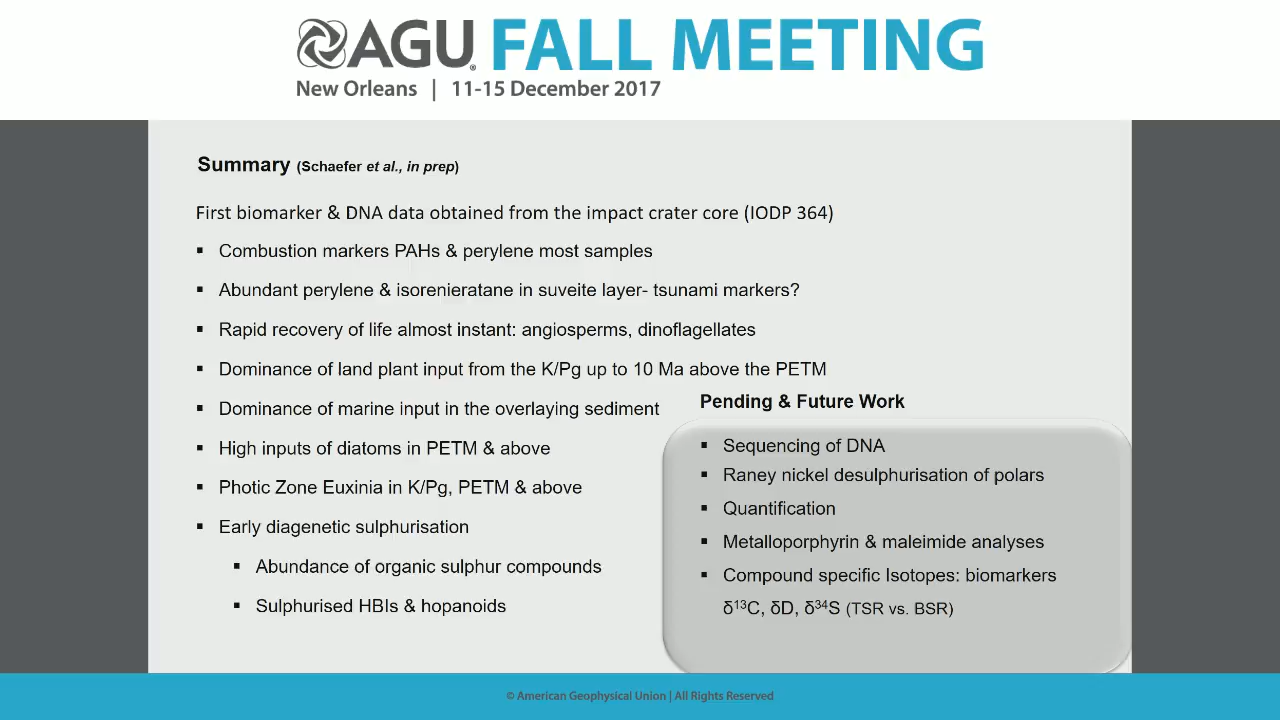 AGU FALL MEETING
New Orleans | 11-15 December 2017
Summary (Schaefer et al., in prep)
First biomarker & DNA data obtained from the impact crater core (IODP 364)
▪ Combustion markers PAHs & perylene most samples
▪ Abundant perylene & isorenieratane in suveite layer- tsunami markers?
▪ Rapid recovery of life almost instant: angiosperms, dinoflagellates
▪ Dominance of land plant input from the K/Pg up to 10 Ma above the PETM
▪ Dominance of marine input in the overlaying sediment
▪ High inputs of diatoms in PETM & above
▪ Photic Zone Euxinia in K/Pg, PETM & above
▪ Early diagenetic sulphurisation
▪ Abundance of organic sulphur compounds
▪ Sulphurised HBIs & hopanoids
Pending & Future Work
▪ Sequencing of DNA
▪ Raney nickel desulphurisation of polars
▪ Quantification
▪ Metalloporphyrin & maleimide analyses
▪ Compound specific Isotopes: biomarkers
δ¹³C, δD, δ³⁴S (TSR vs. BSR)
© American Geophysical Union | All Rights Reserved